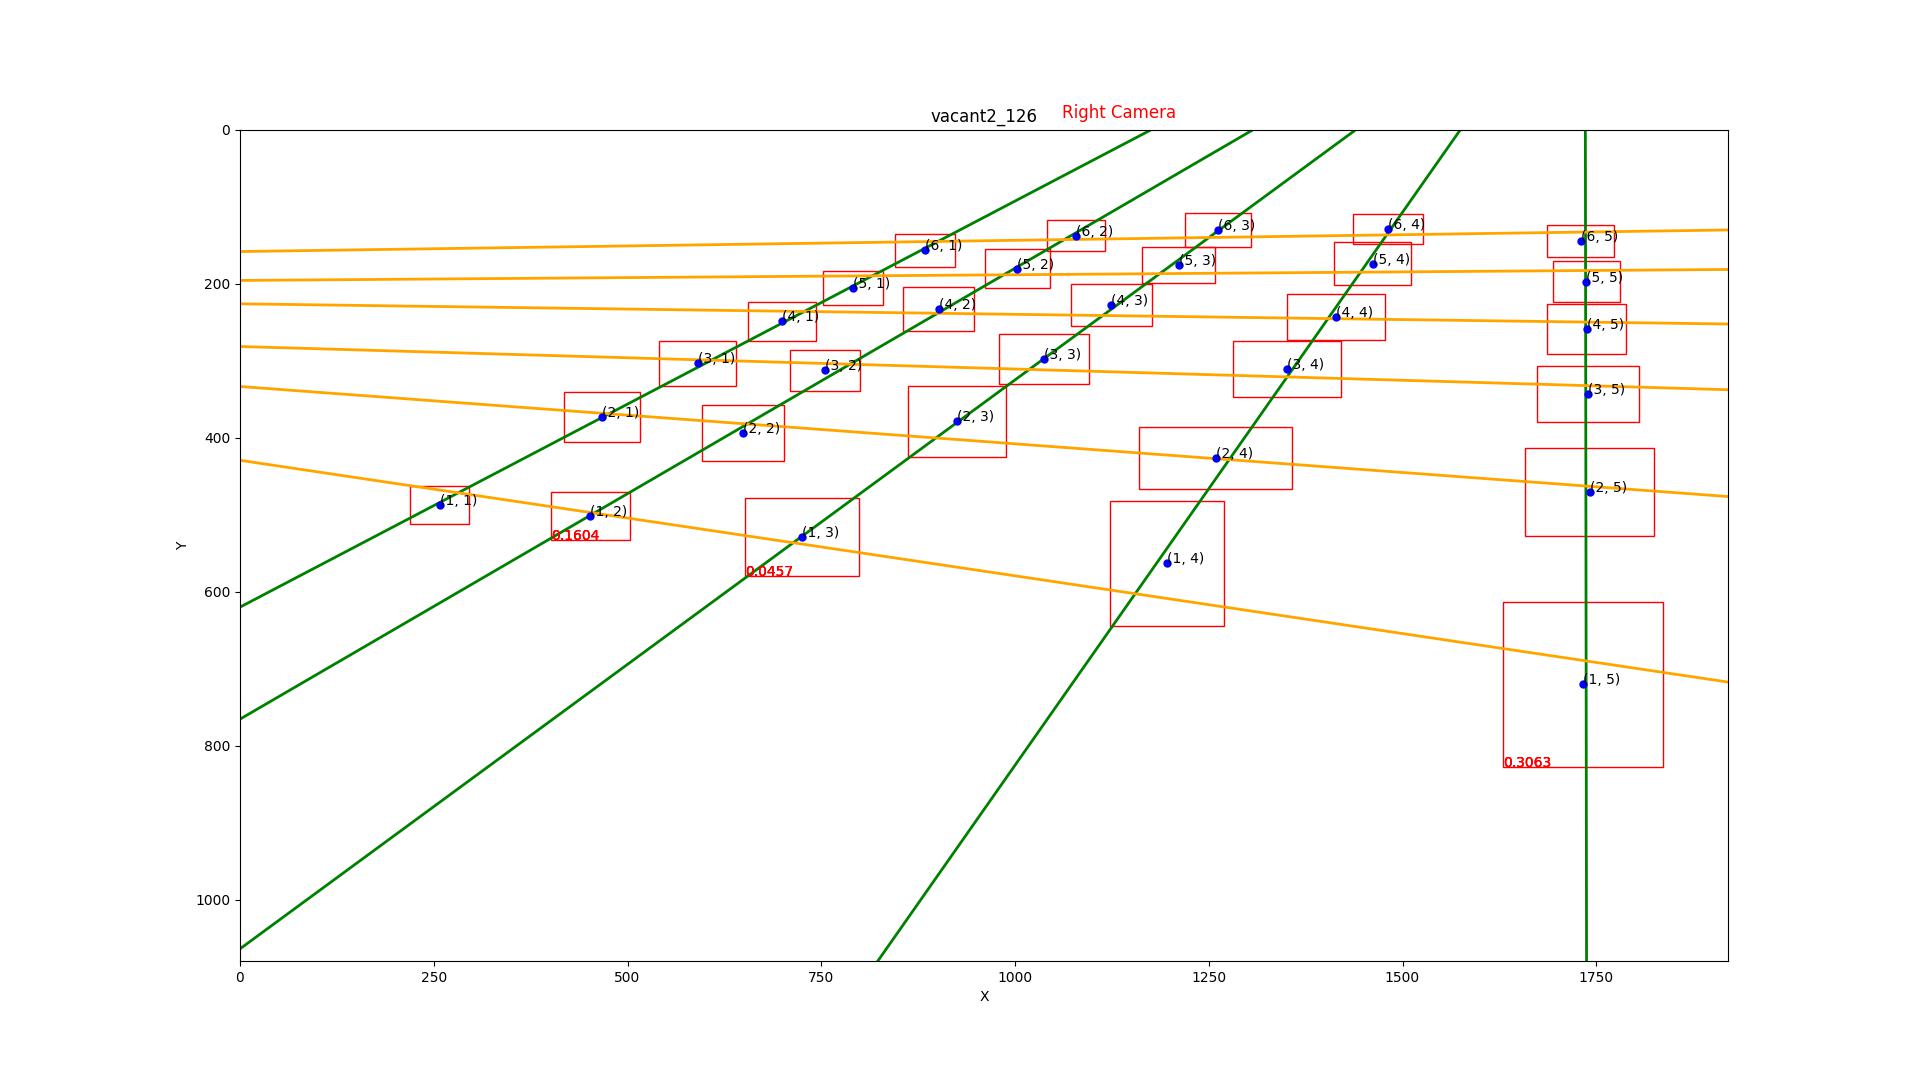 vacant2_126 Right Camera
0
(6, 1) (6, 2) (6, 3) (6, 4) (6, 5)
(5, 1) (5, 2) (5, 3) (5, 4) (5, 5)
200
(4, 1) (4, 2) (4, 3) (4, 4) (4, 5)
(3, 1) (3, 2) (3, 3) (3, 4) (3, 5)
400
(2, 1) (2, 2) (2, 3) (2, 4) (2, 5)
(1, 1) (1, 2) (1, 3) (1, 4) (1, 5)
0.1604
0.0457
0.3063
Y
600
800
1000
0 250 500 750 1000 1250 1500 1750
X